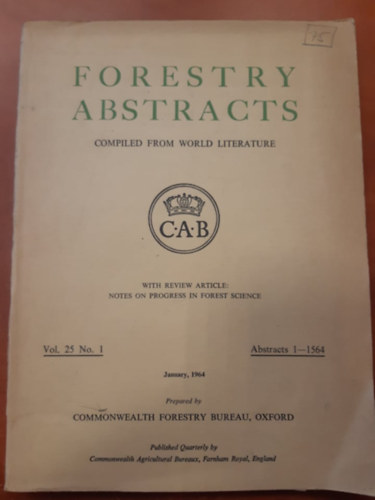 75
FORESTRY
ABSTRACTS
COMPILED FROM WORLD LITERATURE
C·A·B
WITH REVIEW ARTICLE:
NOTES ON PROGRESS IN FOREST SCIENCE
Vol. 25 No. 1 Abstracts 1—1564
January, 1964
Prepared by
COMMONWEALTH FORESTRY BUREAU, OXFORD
Published Quarterly by
Commonwealth Agricultural Bureaux, Farnham Royal, England